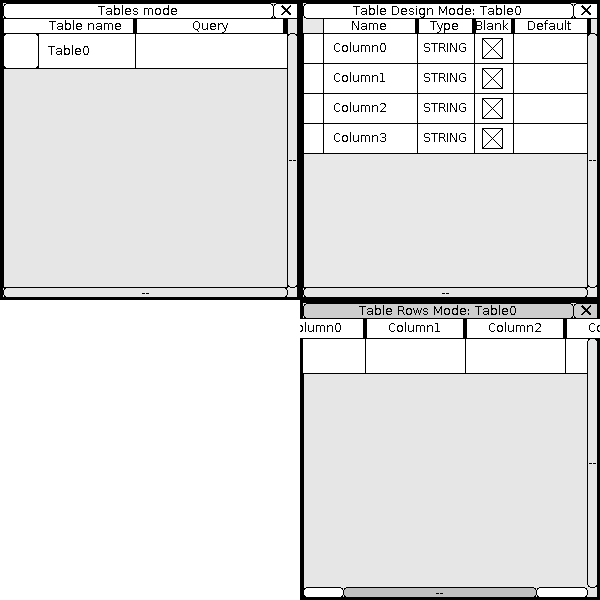 Tables mode
Table name Query
Table0
--
--
Table Design Mode: Table0
Name Type Blank Default
Column0 STRING
Column1 STRING
Column2 STRING
Column3 STRING
--
--
Table Rows Mode: Table0
olumn0 Column1 Column2 Co
--
--